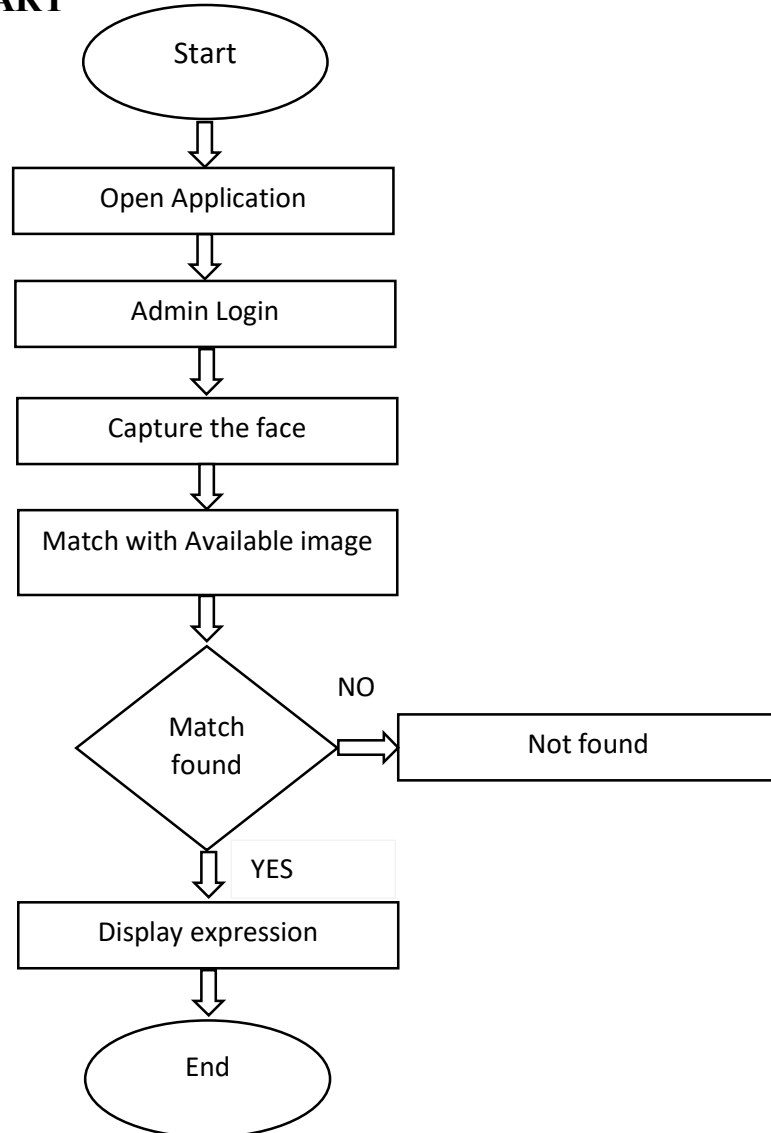 Start
Open Application
Admin Login
Capture the face
Match with Available image
NO
Match
found
Not found
YES
Display expression
End